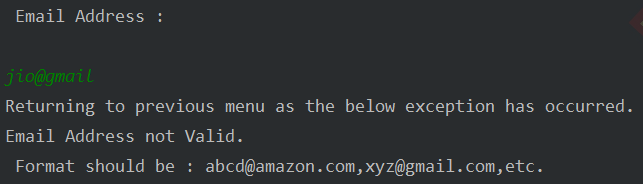 Email Address :
jio@gmail
Returning to previous menu as the below exception has occurred.
Email Address not Valid.
Format should be : abcd@amazon.com,xyz@gmail.com,etc.